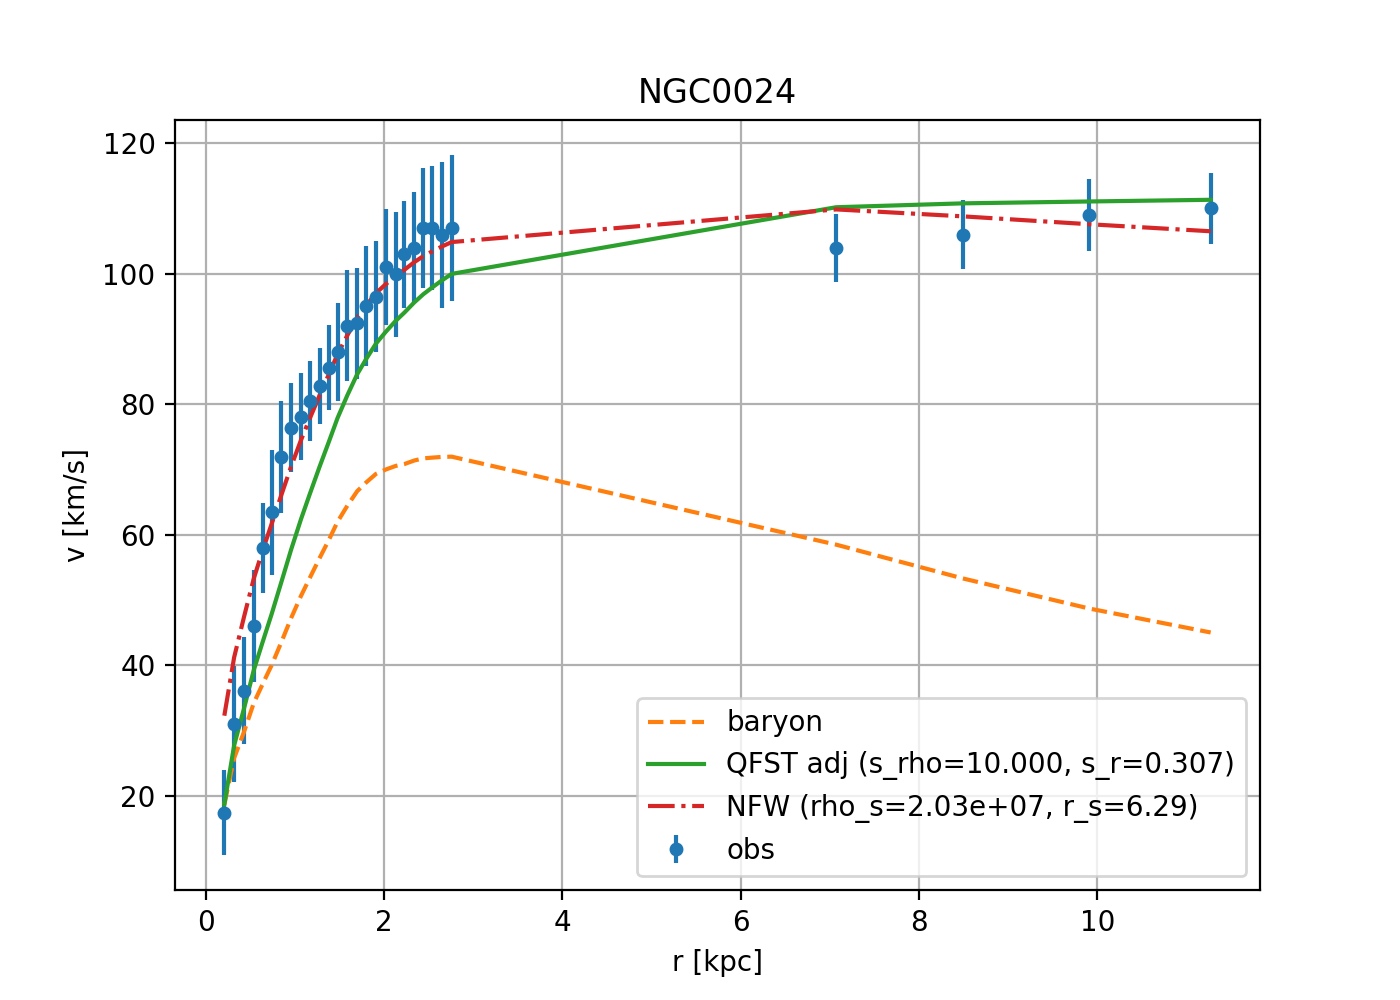 NGC0024
120
100
80
60
40
20
v [km/s]
baryon
QFST adj (s_rho=10.000, s_r=0.307)
NFW (rho_s=2.03e+07, r_s=6.29)
obs
0 2 4 6 8 10
r [kpc]